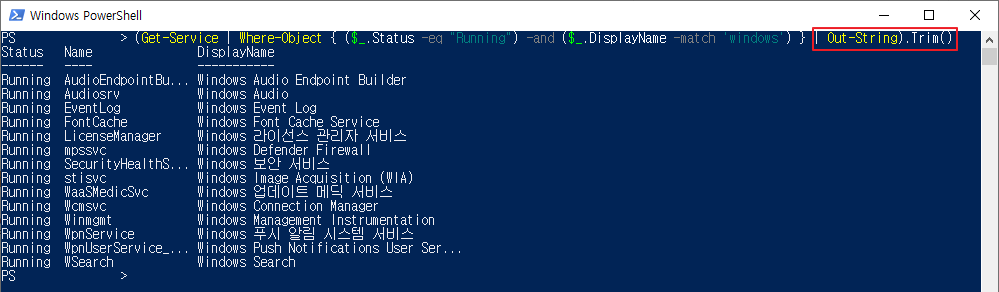 Windows PowerShell
PS > (Get-Service | Where-Object { ($_.Status -eq "Running") -and ($_.DisplayName -match 'windows') } | Out-String).Trim()
Status Name DisplayName
------ ---- -----------
Running AudioEndpointBu... Windows Audio Endpoint Builder
Running Audiosrv Windows Audio
Running EventLog Windows Event Log
Running FontCache Windows Font Cache Service
Running LicenseManager Windows 라이선스 관리자 서비스
Running mpssvc Windows Defender Firewall
Running SecurityHealthS... Windows 보안 서비스
Running stisvc Windows Image Acquisition (WIA)
Running WaaSMedicSvc Windows 업데이트 메딕 서비스
Running Wcmsvc Windows Connection Manager
Running Winmgmt Windows Management Instrumentation
Running WpnService Windows 푸시 알림 시스템 서비스
Running WpnUserService_... Windows Push Notifications User Ser...
Running WSearch Windows Search
PS >